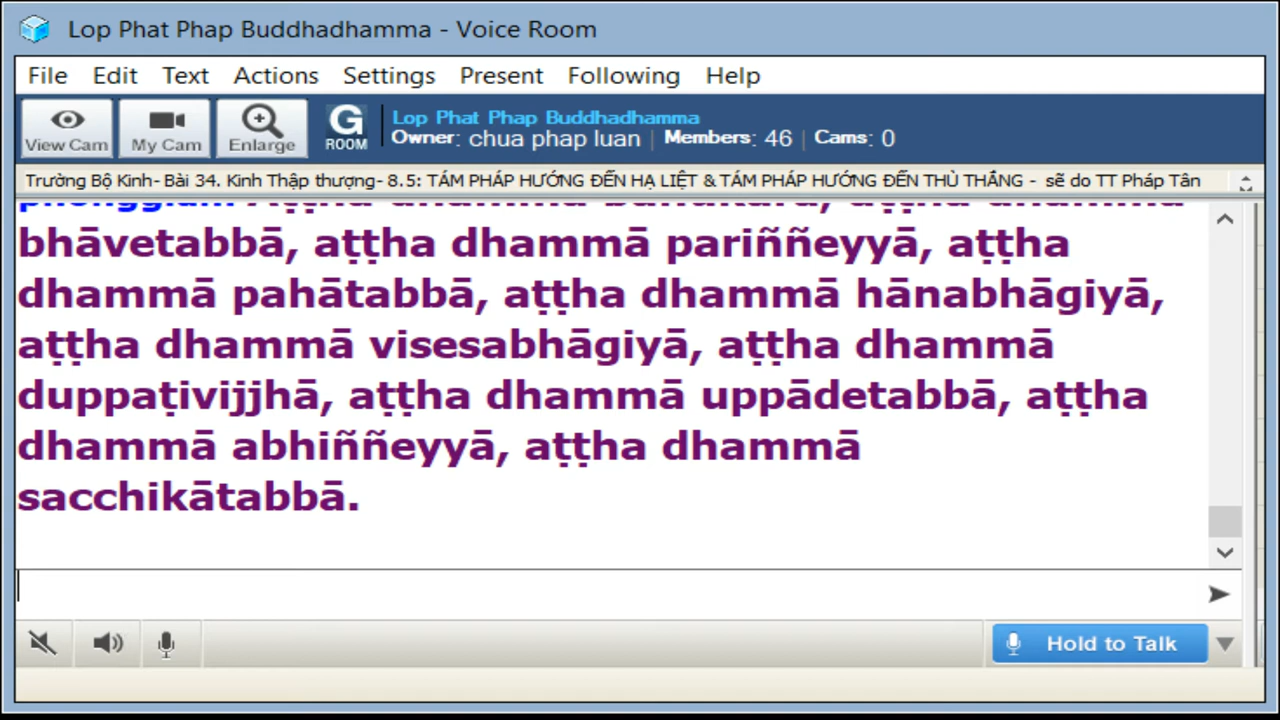 Lop Phat Phap Buddhadhamma - Voice Room
File Edit Text Actions Settings Present Following Help
View Cam My Cam Enlarge G ROOM
Lop Phat Phap Buddhadhamma
Owner: chua phap luan | Members: 46 | Cams: 0
Trường Bộ Kinh- Bài 34. Kinh Thập thượng- 8.5: TÁM PHÁP HƯỚNG ĐẾN HẠ LIỆT & TÁM PHÁP HƯỚNG ĐẾN THÙ THẮNG - sẽ do TT Pháp Tân
bhāvetabbā, aṭṭha dhammā pariññeyyā, aṭṭha
dhammā pahātabbā, aṭṭha dhammā hānabhāgiyā,
aṭṭha dhammā visesabhāgiyā, aṭṭha dhammā
duppaṭivijjhā, aṭṭha dhammā uppādetabbā, aṭṭha
dhammā abhiññeyyā, aṭṭha dhammā
sacchikātabbā.
Hold to Talk